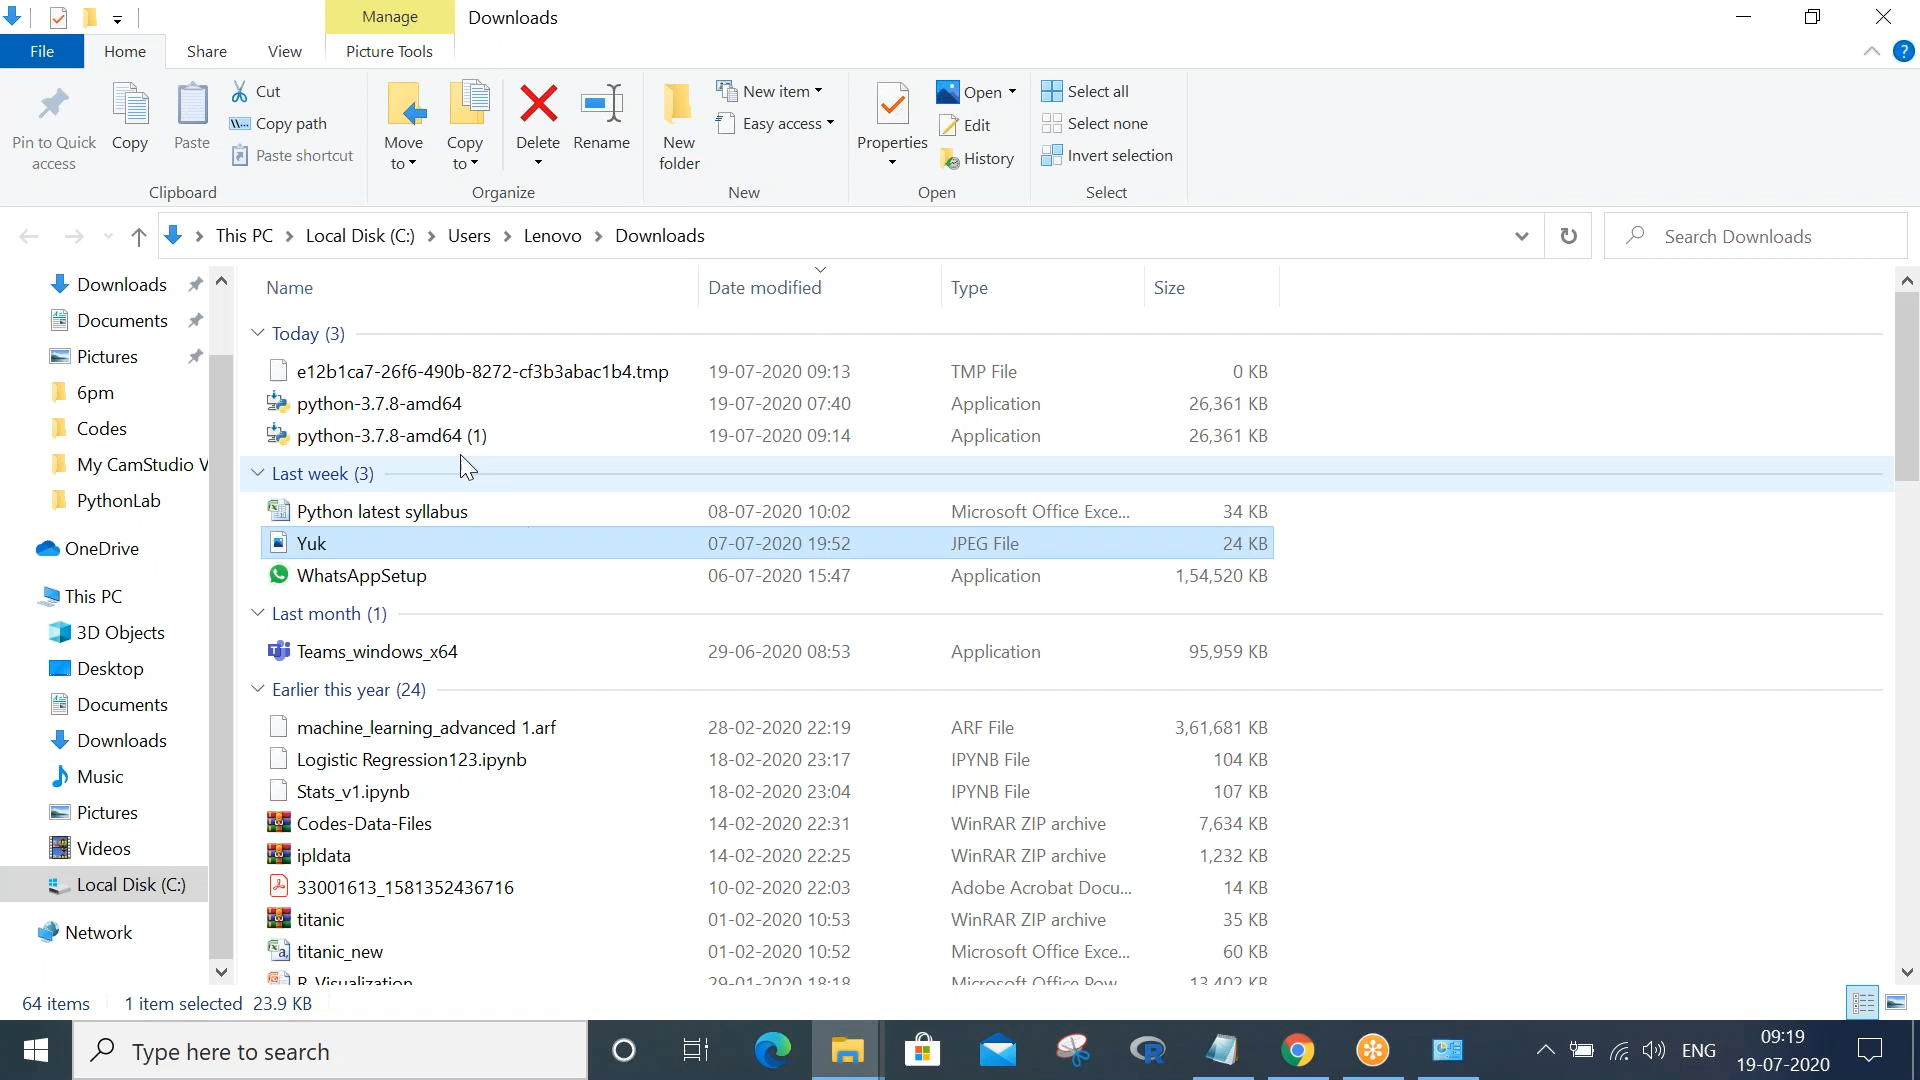 Manage Downloads
File Home Share View Picture Tools
Pin to Quick access
Copy
Paste
Cut
Copy path
Paste shortcut
Clipboard
Move to
Copy to
Delete
Rename
Organize
New folder
New item
Easy access
New
Properties
Open
Edit
History
Open
Select all
Select none
Invert selection
Select
This PC Local Disk (C:) Users Lenovo Downloads
Search Downloads
Downloads
Documents
Pictures
6pm
Codes
My CamStudio V
PythonLab
OneDrive
This PC
3D Objects
Desktop
Documents
Downloads
Music
Pictures
Videos
Local Disk (C:)
Network
Name Date modified Type Size
Today (3)
e12b1ca7-26f6-490b-8272-cf3b3abac1b4.tmp 19-07-2020 09:13 TMP File 0 KB
python-3.7.8-amd64 19-07-2020 07:40 Application 26,361 KB
python-3.7.8-amd64 (1) 19-07-2020 09:14 Application 26,361 KB
Last week (3)
Python latest syllabus 08-07-2020 10:02 Microsoft Office Exce... 34 KB
Yuk 07-07-2020 19:52 JPEG File 24 KB
WhatsAppSetup 06-07-2020 15:47 Application 1,54,520 KB
Last month (1)
Teams_windows_x64 29-06-2020 08:53 Application 95,959 KB
Earlier this year (24)
machine_learning_advanced 1.arf 28-02-2020 22:19 ARF File 3,61,681 KB
Logistic Regression123.ipynb 18-02-2020 23:17 IPYNB File 104 KB
Stats_v1.ipynb 18-02-2020 23:04 IPYNB File 107 KB
Codes-Data-Files 14-02-2020 22:31 WinRAR ZIP archive 7,634 KB
ipldata 14-02-2020 22:25 WinRAR ZIP archive 1,232 KB
33001613_1581352436716 10-02-2020 22:03 Adobe Acrobat Docu... 14 KB
titanic 01-02-2020 10:53 WinRAR ZIP archive 35 KB
titanic_new 01-02-2020 10:52 Microsoft Office Exce... 60 KB
R Visualization 29-01-2020 18:18 Microsoft Office Pow... 13,402 KB
64 items 1 item selected 23.9 KB
Type here to search
ENG
09:19
19-07-2020